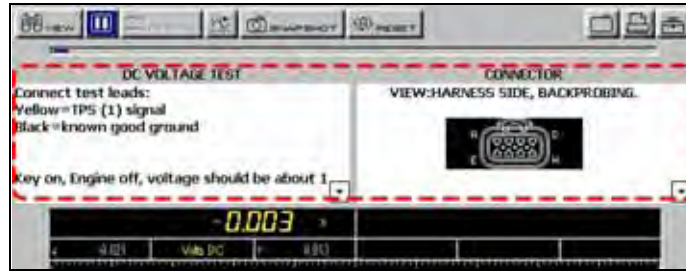 VIEW
SNAPSHOT
RESET
DC VOLTAGE TEST
CONNECTOR
Connect test leads:
VIEW:HARNESS SIDE, BACKPROBING.
Yellow=TPS (1) signal
Black=known good ground
A D
E H
Key on, Engine off, voltage should be about 1
-0.003
Volts DC